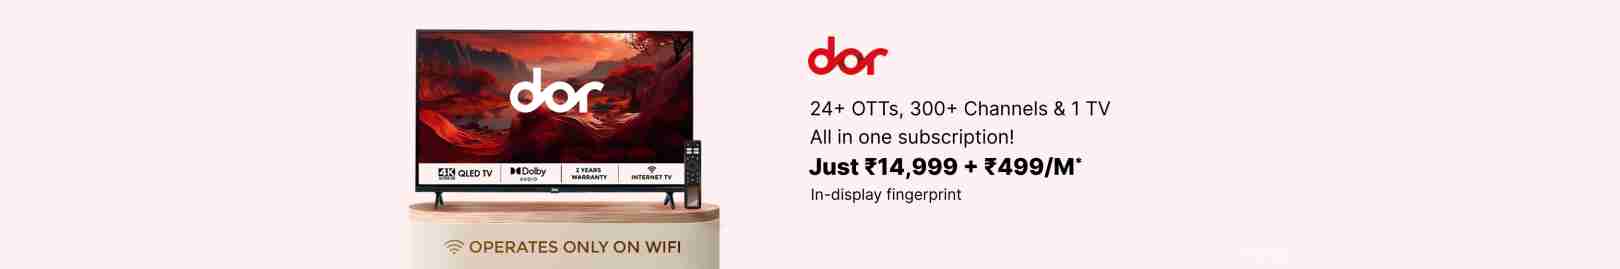 dor
4K QLED TV
Dolby
AUDIO
2 YEARS
WARRANTY
INTERNET TV
OPERATES ONLY ON WIFI
dor
24+ OTTs, 300+ Channels & 1 TV
All in one subscription!
Just ₹14,999 + ₹499/M*
In-display fingerprint